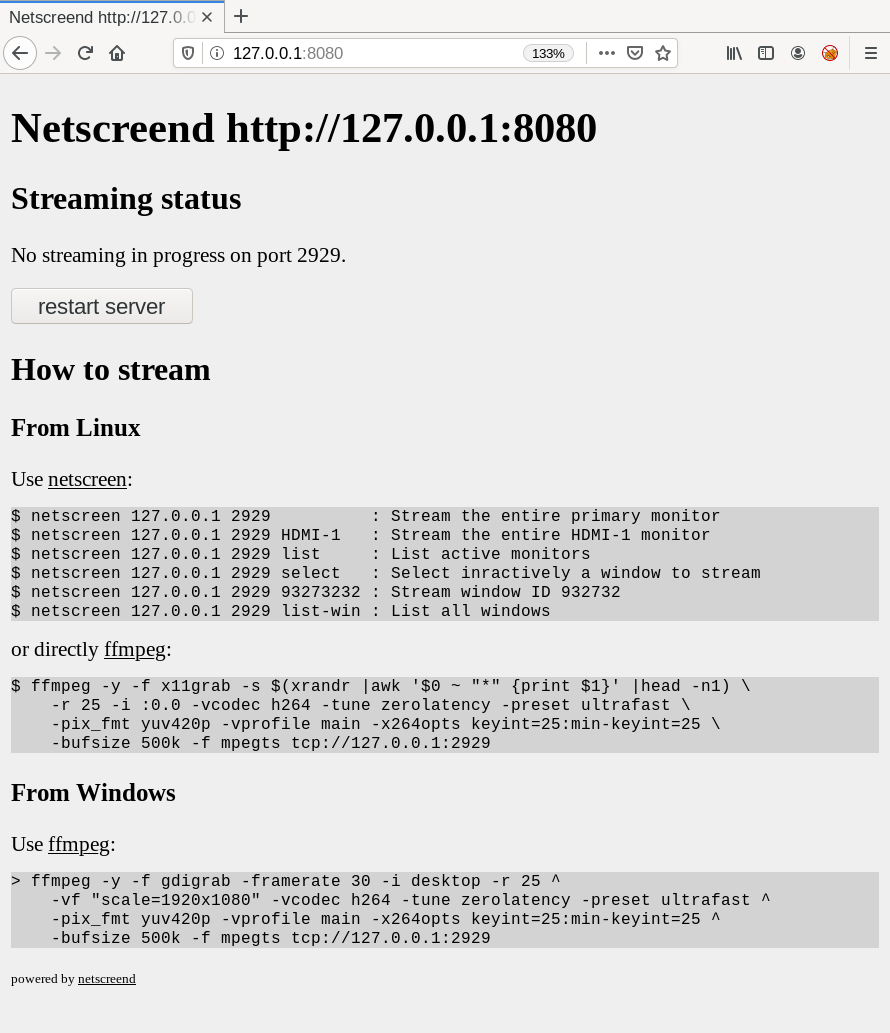 Netscreend http://127.0.0
127.0.0.1:8080
133%
Netscreend http://127.0.0.1:8080
Streaming status
No streaming in progress on port 2929.
restart server
How to stream
From Linux
Use netscreen:
$ netscreen 127.0.0.1 2929          : Stream the entire primary monitor
$ netscreen 127.0.0.1 2929 HDMI-1   : Stream the entire HDMI-1 monitor
$ netscreen 127.0.0.1 2929 list     : List active monitors
$ netscreen 127.0.0.1 2929 select   : Select inractively a window to stream
$ netscreen 127.0.0.1 2929 93273232 : Stream window ID 932732
$ netscreen 127.0.0.1 2929 list-win : List all windows
or directly ffmpeg:
$ ffmpeg -y -f x11grab -s $(xrandr |awk '$0 ~ "*" {print $1}' |head -n1) \
    -r 25 -i :0.0 -vcodec h264 -tune zerolatency -preset ultrafast \
    -pix_fmt yuv420p -vprofile main -x264opts keyint=25:min-keyint=25 \
    -bufsize 500k -f mpegts tcp://127.0.0.1:2929
From Windows
Use ffmpeg:
> ffmpeg -y -f gdigrab -framerate 30 -i desktop -r 25 ^
    -vf "scale=1920x1080" -vcodec h264 -tune zerolatency -preset ultrafast ^
    -pix_fmt yuv420p -vprofile main -x264opts keyint=25:min-keyint=25 ^
    -bufsize 500k -f mpegts tcp://127.0.0.1:2929
powered by netscreend